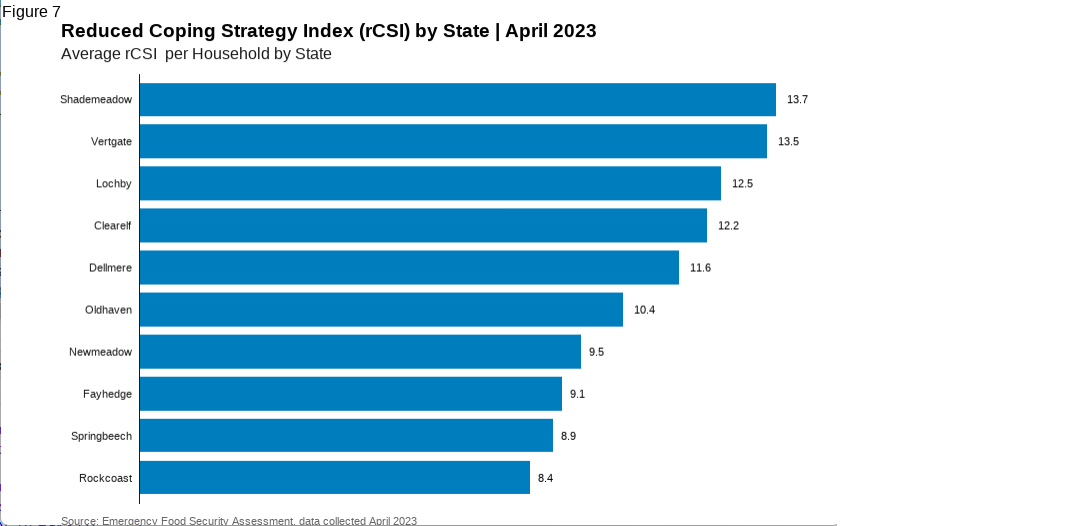 Figure 7
Reduced Coping Strategy Index (rCSI) by State | April 2023
Average rCSI  per Household by State
Shademeadow 13.7
Vertgate 13.5
Lochby 12.5
Clearelf 12.2
Dellmere 11.6
Oldhaven 10.4
Newmeadow 9.5
Fayhedge 9.1
Springbeech 8.9
Rockcoast 8.4
Source: Emergency Food Security Assessment, data collected April 2023